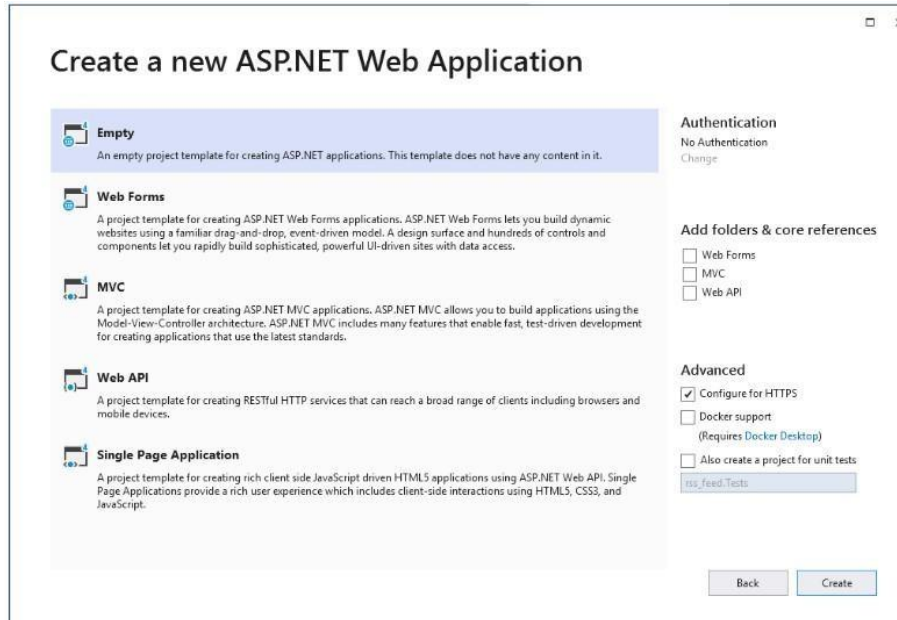 Create a new ASP.NET Web Application
Empty
An empty project template for creating ASP.NET applications. This template does not have any content in it.
Web Forms
A project template for creating ASP.NET Web Forms applications. ASP.NET Web Forms lets you build dynamic
websites using a familiar drag-and-drop, event-driven model. A design surface and hundreds of controls and
components let you rapidly build sophisticated, powerful UI-driven sites with data access.
MVC
A project template for creating ASP.NET MVC applications. ASP.NET MVC allows you to build applications using the
Model-View-Controller architecture. ASP.NET MVC includes many features that enable fast, test-driven development
for creating applications that use the latest standards.
Web API
A project template for creating RESTful HTTP services that can reach a broad range of clients including browsers and
mobile devices.
Single Page Application
A project template for creating rich client side JavaScript driven HTML5 applications using ASP.NET Web API. Single
Page Applications provide a rich user experience which includes client-side interactions using HTML5, CSS3, and
JavaScript.
Authentication
No Authentication
Change
Add folders & core references
Web Forms
MVC
Web API
Advanced
Configure for HTTPS
Docker support
(Requires Docker Desktop)
Also create a project for unit tests
rss_feed.Tests
Back
Create